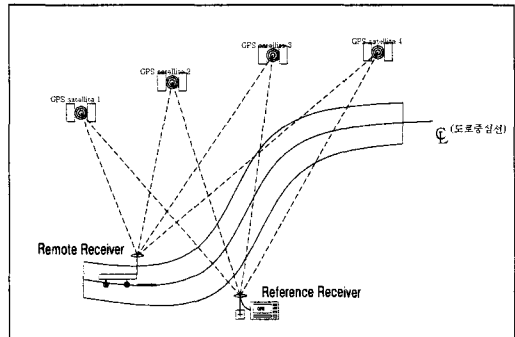 GPS satellite 4
GPS satellite 3
GPS satellite 2
GPS satellite 1
℄ (도로중심선)
Remote Receiver
Reference Receiver
GPS